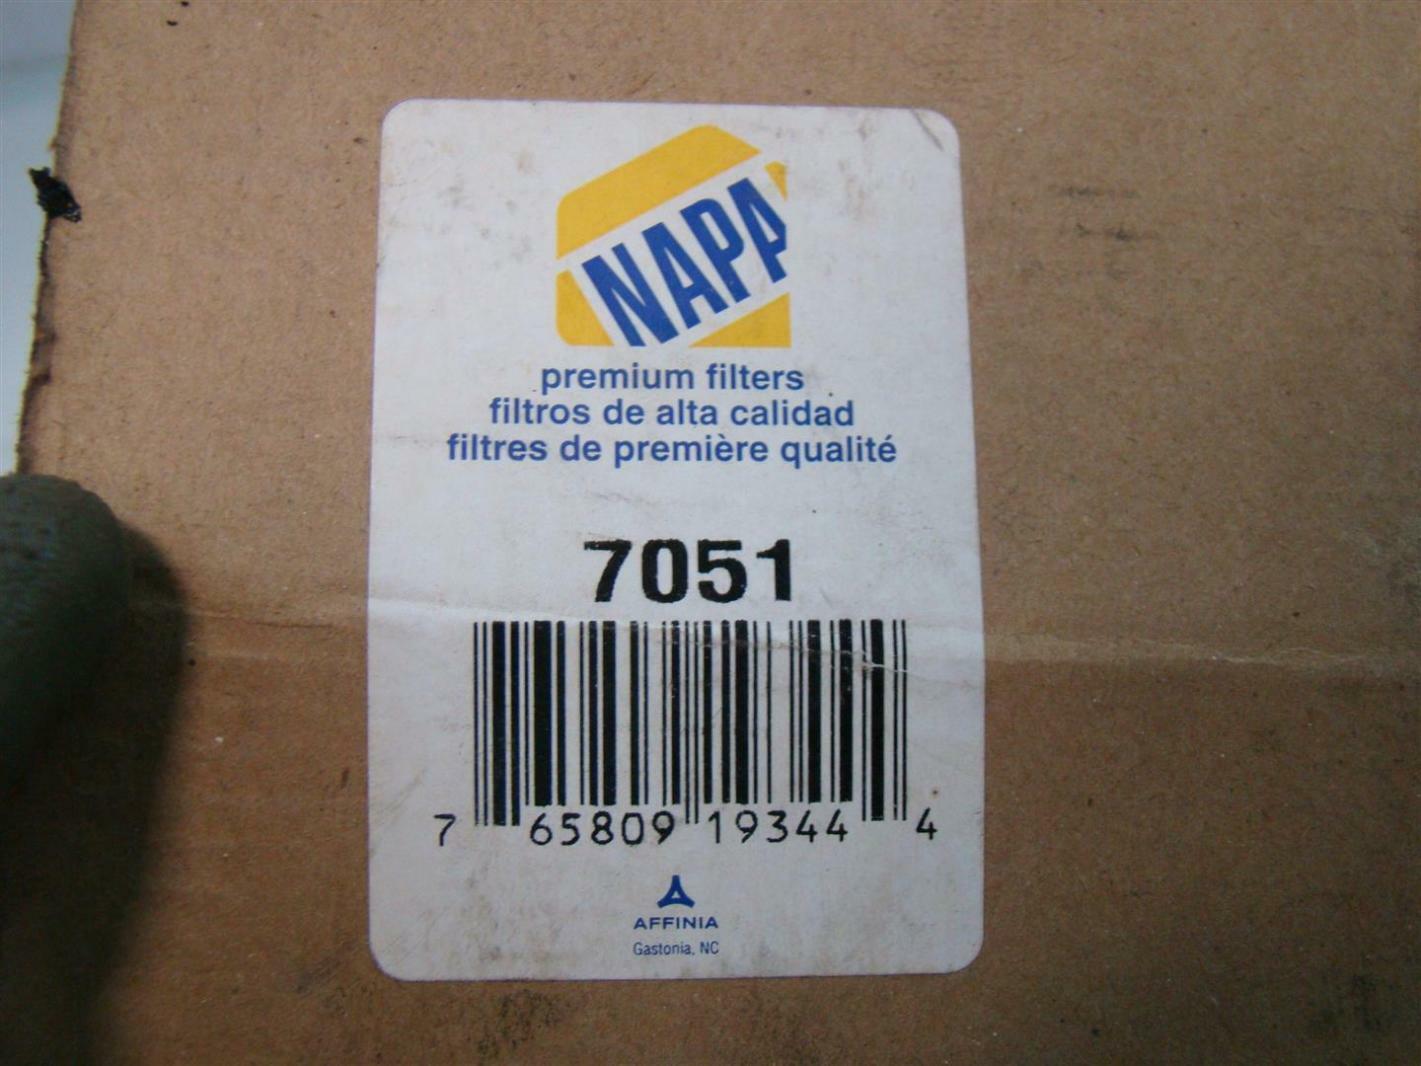 NAPA
premium filters
filtros de alta calidad
filtres de première qualité
7051
7 65809 19344 4
AFFINIA
Gastonia, NC